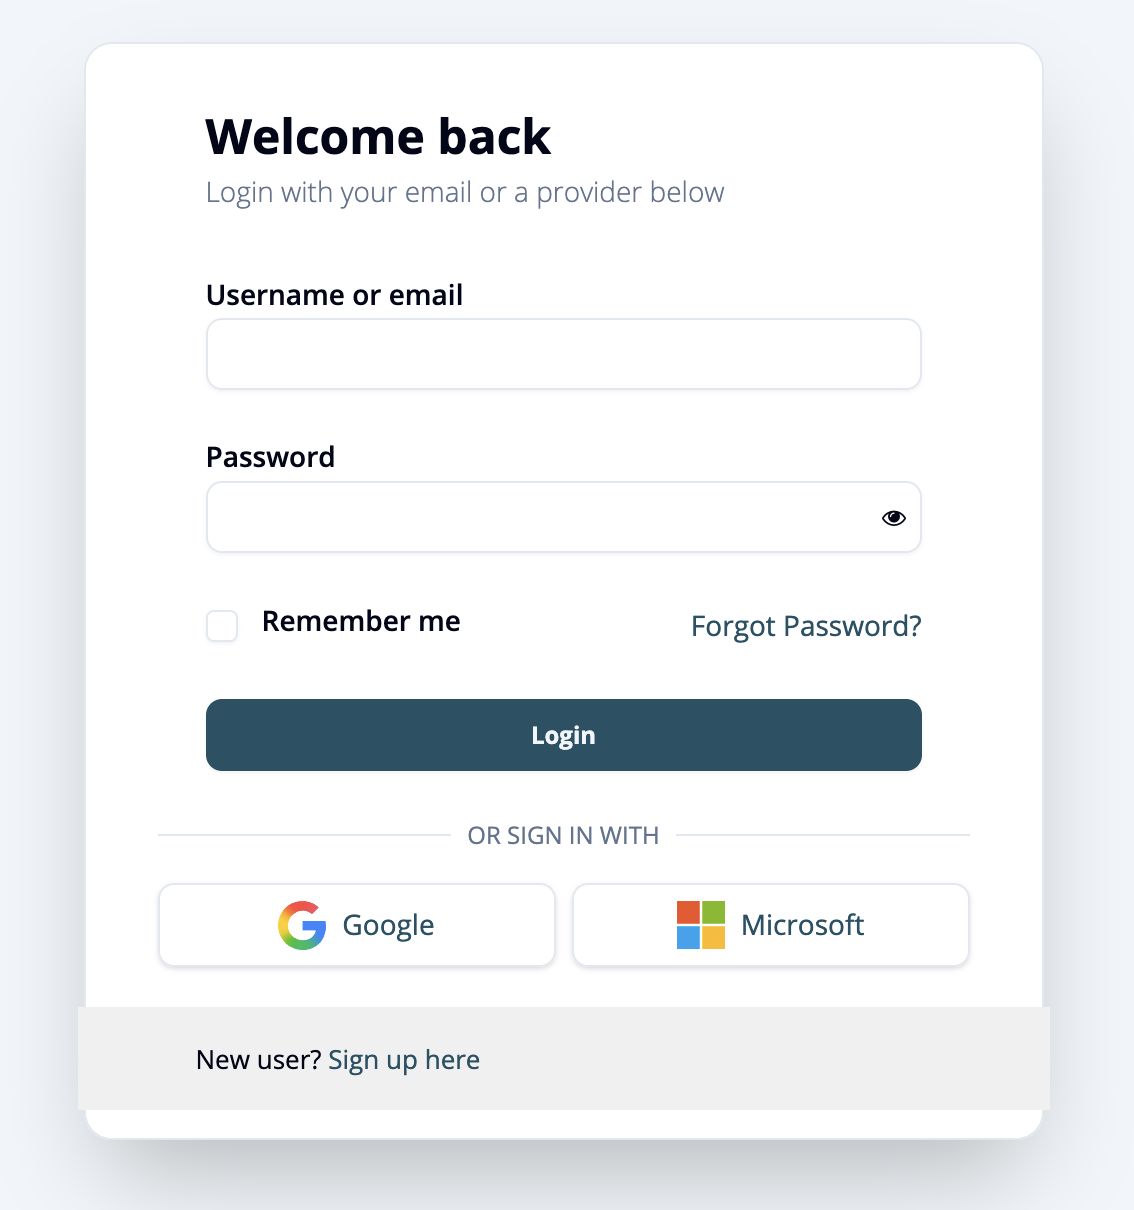 Welcome back
Login with your email or a provider below
Username or email
Password
Remember me
Forgot Password?
Login
OR SIGN IN WITH
Google
Microsoft
New user? Sign up here